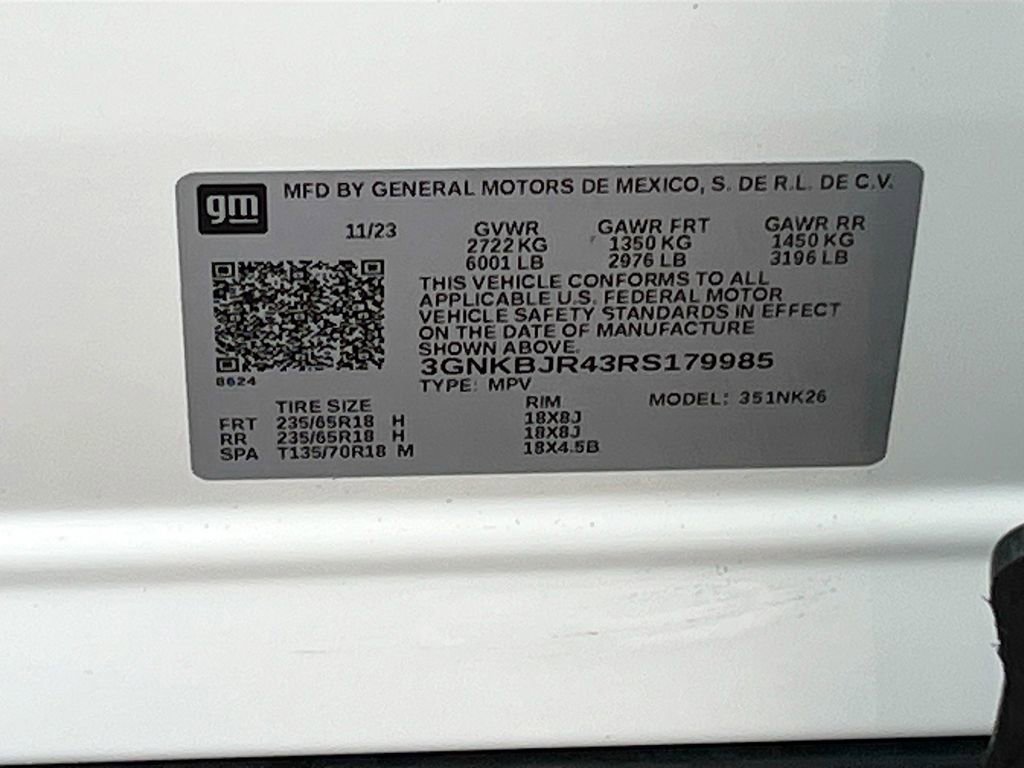 gm MFD BY GENERAL MOTORS DE MEXICO, S. DE R.L. DE C.V.
11/23 GVWR GAWR FRT GAWR RR
2722 KG 1350 KG 1450 KG
6001 LB 2976 LB 3196 LB
THIS VEHICLE CONFORMS TO ALL
APPLICABLE U.S. FEDERAL MOTOR
VEHICLE SAFETY STANDARDS IN EFFECT
ON THE DATE OF MANUFACTURE
SHOWN ABOVE.
3GNKBJR43RS179985
8624 TYPE: MPV
TIRE SIZE RIM MODEL: 351NK26
FRT 235/65R18 H 18X8J
RR 235/65R18 H 18X8J
SPA T135/70R18 M 18X4.5B